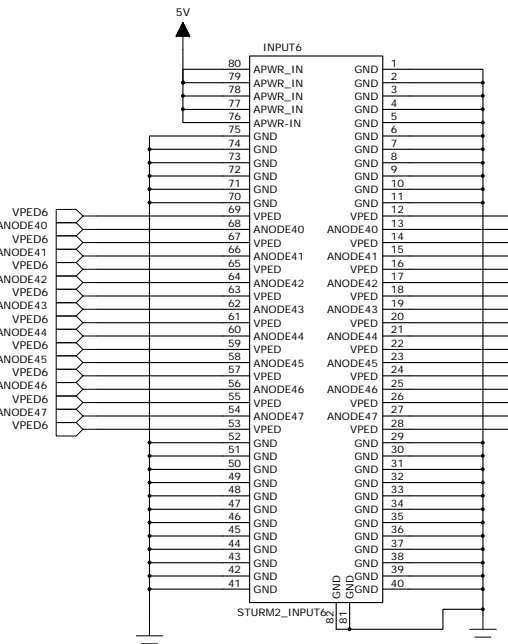 5V
INPUT6
80 APWR_IN GND 1
79 APWR_IN GND 2
78 APWR_IN GND 3
77 APWR_IN GND 4
76 APWR-IN GND 5
75 GND GND 6
74 GND GND 7
73 GND GND 8
72 GND GND 9
71 GND GND 10
70 GND GND 11
VPED6 69 VPED VPED 12
ANODE40 68 ANODE40 ANODE40 13
VPED6 67 VPED VPED 14
ANODE41 66 ANODE41 ANODE41 15
VPED6 65 VPED VPED 16
ANODE42 64 ANODE42 ANODE42 17
VPED6 63 VPED VPED 18
ANODE43 62 ANODE43 ANODE43 19
VPED6 61 VPED VPED 20
ANODE44 60 ANODE44 ANODE44 21
VPED6 59 VPED VPED 22
ANODE45 58 ANODE45 ANODE45 23
VPED6 57 VPED VPED 24
ANODE46 56 ANODE46 ANODE46 25
VPED6 55 VPED VPED 26
ANODE47 54 ANODE47 ANODE47 27
VPED6 53 VPED VPED 28
52 GND GND 29
51 GND GND 30
50 GND GND 31
49 GND GND 32
48 GND GND 33
47 GND GND 34
46 GND GND 35
45 GND GND 36
44 GND GND 37
43 GND GND 38
42 GND GND 39
41 GND GND 40
GND GND
STURM2_INPUT6 82 81